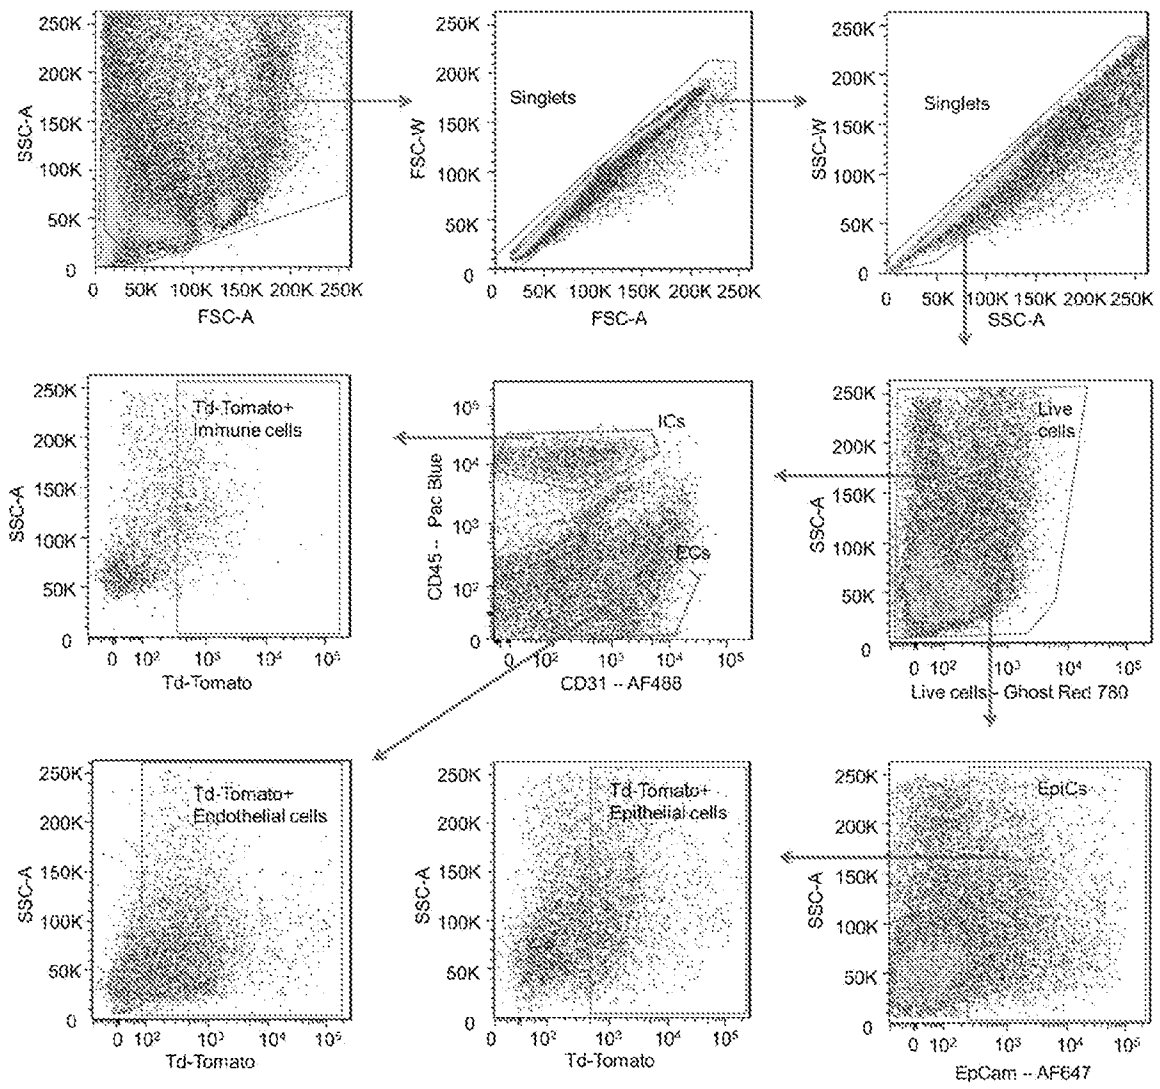 250K
200K
150K
100K
50K
0
SSC-A
0 50K 100K 150K 200K 250K
FSC-A
250K
200K
150K
100K
50K
0
FSC-W
Singlets
0 50K 100K 150K 200K 250K
FSC-A
250K
200K
150K
100K
50K
0
SSC-W
Singlets
0 50K 100K 150K 200K 250K
SSC-A
250K
200K
150K
100K
50K
0
SSC-A
Td-Tomato+
Immune cells
0 10² 10³ 10⁴ 10⁵
Td-Tomato
10⁵
10⁴
10³
10²
0
CD45 -- Pac Blue
ICs
ECs
0 10² 10³ 10⁴ 10⁵
CD31 -- AF488
250K
200K
150K
100K
50K
0
SSC-A
Live
cells
0 10² 10³ 10⁴ 10⁵
Live cells - Ghost Red 780
250K
200K
150K
100K
50K
0
SSC-A
Td-Tomato+
Endothelial cells
0 10² 10³ 10⁴ 10⁵
Td-Tomato
250K
200K
150K
100K
50K
0
SSC-A
Td-Tomato+
Epithelial cells
0 10² 10³ 10⁴ 10⁵
Td-Tomato
250K
200K
150K
100K
50K
0
SSC-A
EpiCs
0 10² 10³ 10⁴ 10⁵
EpCam -- AF647